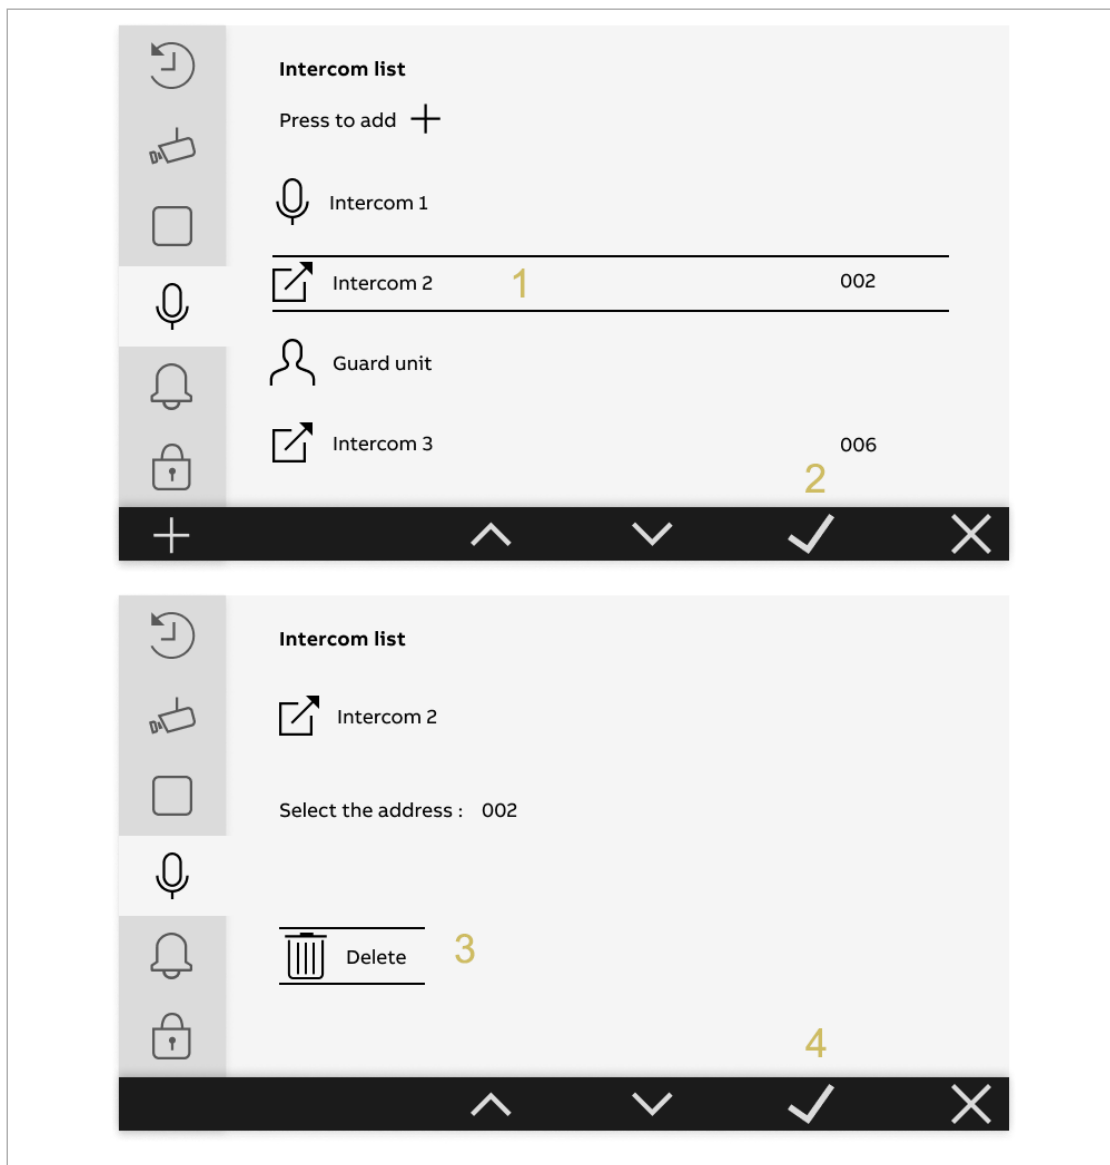 Intercom list
Press to add
Intercom 1
Intercom 2 1 002
Guard unit
Intercom 3 006
2
Intercom list
Intercom 2
Select the address : 002
Delete 3
4